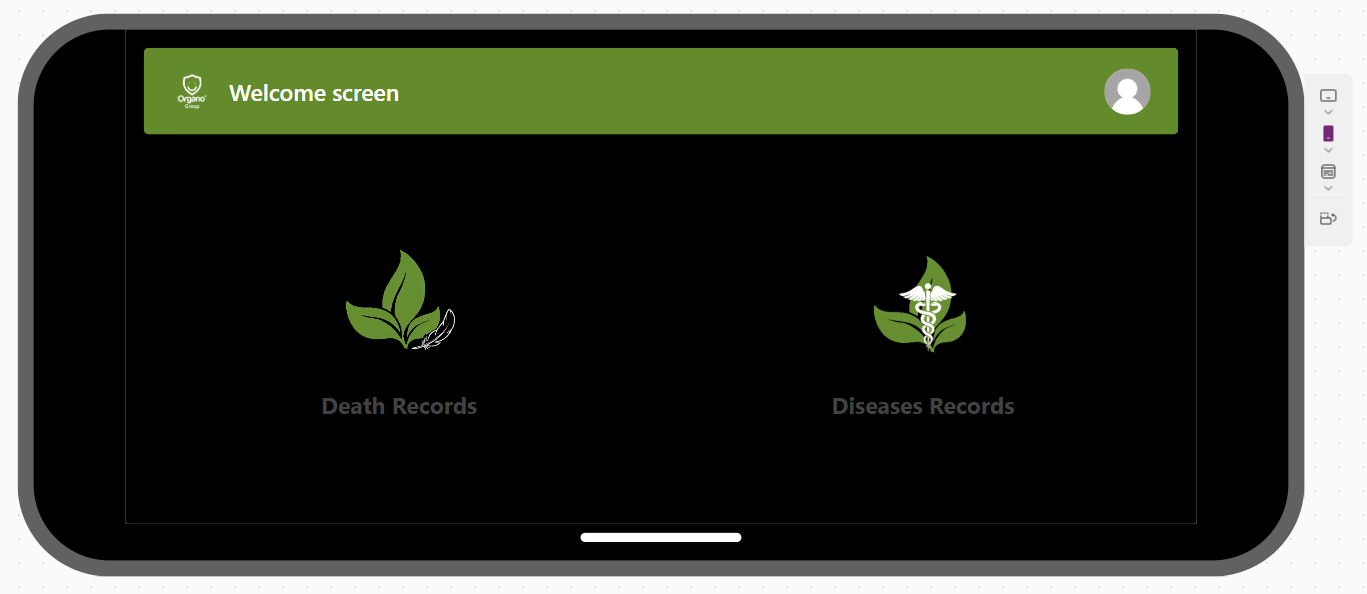 Organo
Group
Welcome screen
Death Records
Diseases Records